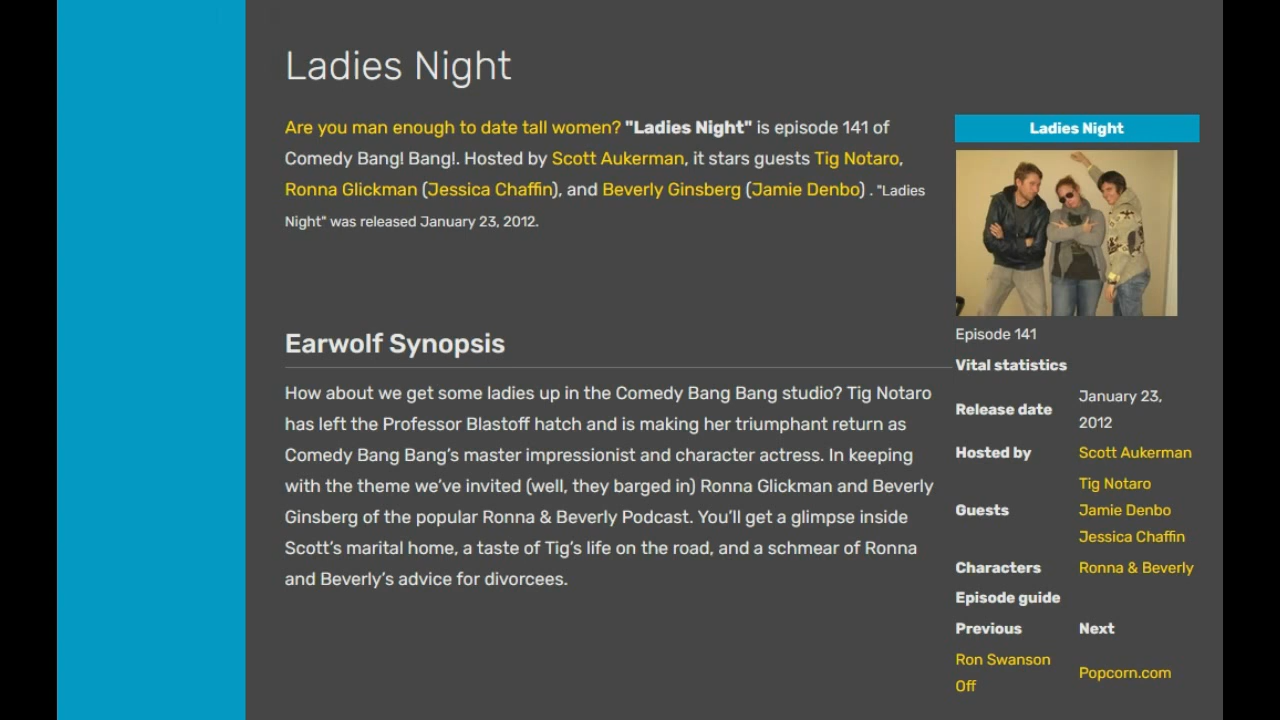 Ladies Night
Are you man enough to date tall women? "Ladies Night" is episode 141 of
Comedy Bang! Bang!. Hosted by Scott Aukerman, it stars guests Tig Notaro,
Ronna Glickman (Jessica Chaffin), and Beverly Ginsberg (Jamie Denbo) . "Ladies
Night" was released January 23, 2012.
Earwolf Synopsis
How about we get some ladies up in the Comedy Bang Bang studio? Tig Notaro
has left the Professor Blastoff hatch and is making her triumphant return as
Comedy Bang Bang’s master impressionist and character actress. In keeping
with the theme we’ve invited (well, they barged in) Ronna Glickman and Beverly
Ginsberg of the popular Ronna & Beverly Podcast. You’ll get a glimpse inside
Scott’s marital home, a taste of Tig’s life on the road, and a schmear of Ronna
and Beverly’s advice for divorcees.
Ladies Night
Episode 141
Vital statistics
Release date January 23,
2012
Hosted by Scott Aukerman
Guests Tig Notaro
Jamie Denbo
Jessica Chaffin
Characters Ronna & Beverly
Episode guide
Previous Next
Ron Swanson
Off
Popcorn.com